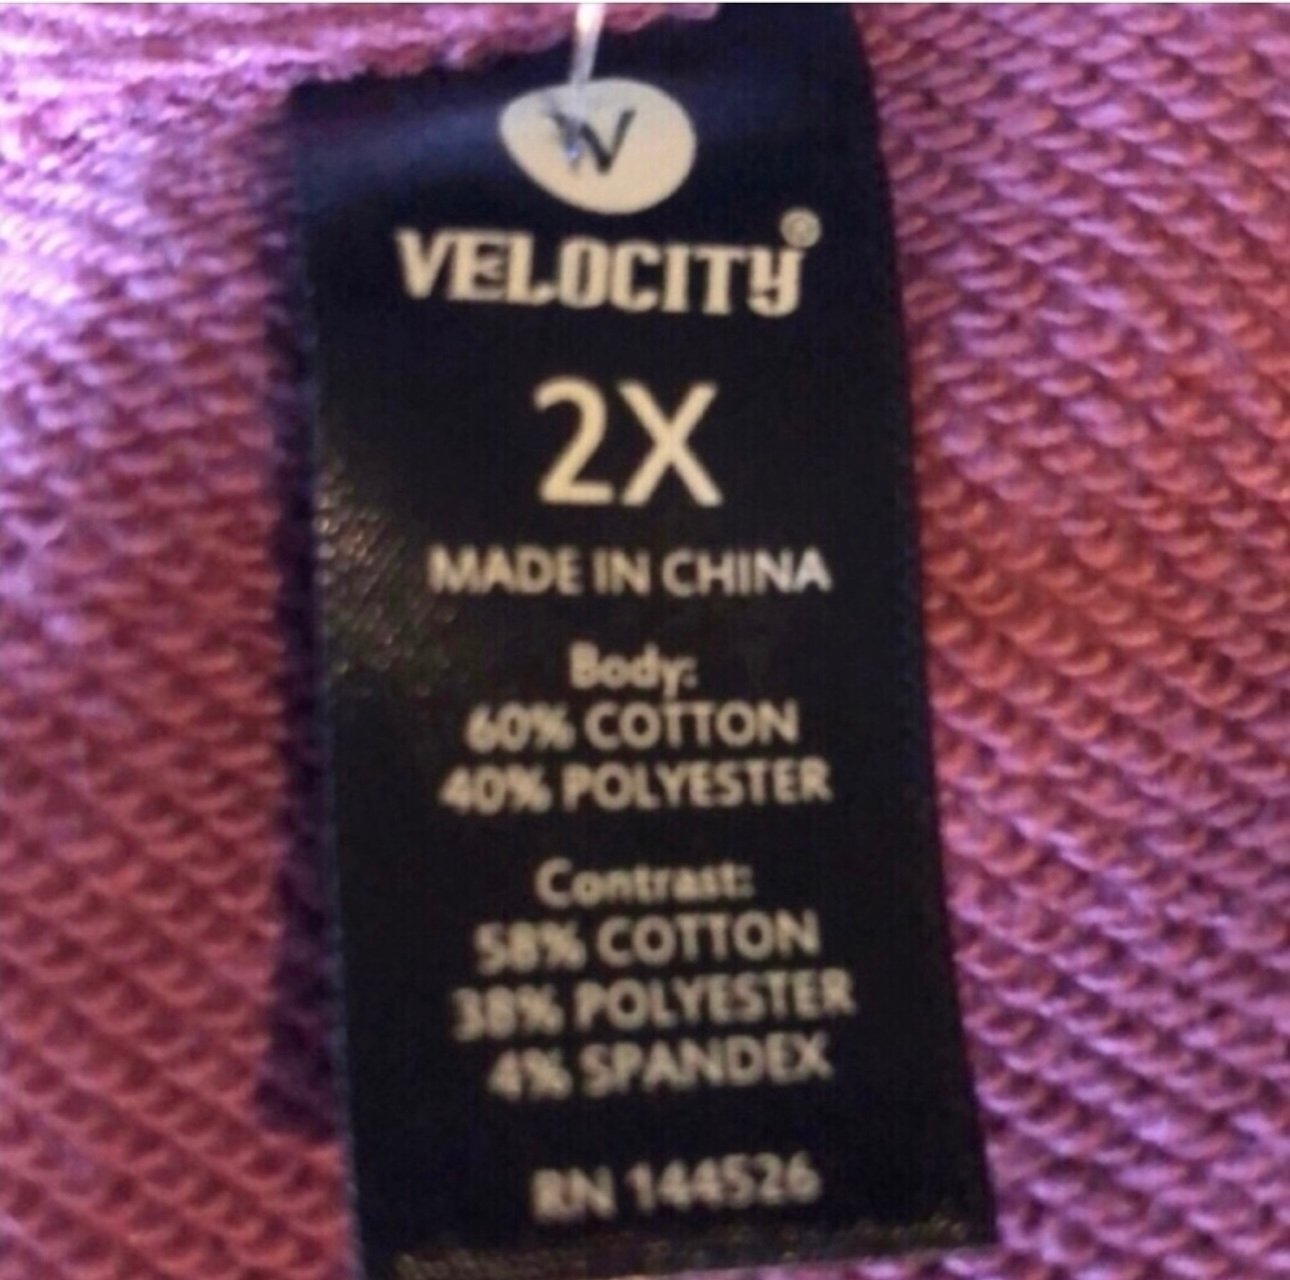 V
VELOCITY®
2X
MADE IN CHINA
Body:
60% COTTON
40% POLYESTER
Contrast:
58% COTTON
38% POLYESTER
4% SPANDEX
RN 144526